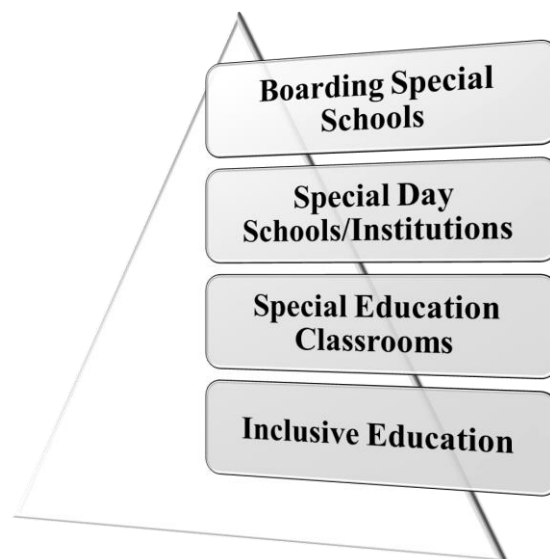 Boarding Special
Schools
Special Day
Schools/Institutions
Special Education
Classrooms
Inclusive Education